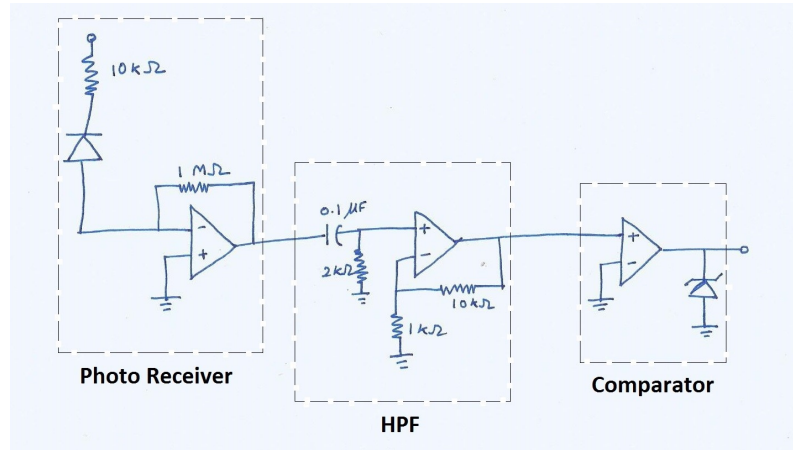 10kΩ
1 MΩ
-
+
Photo Receiver
0.1 μF
2kΩ
+
-
10kΩ
1kΩ
HPF
+
-
Comparator